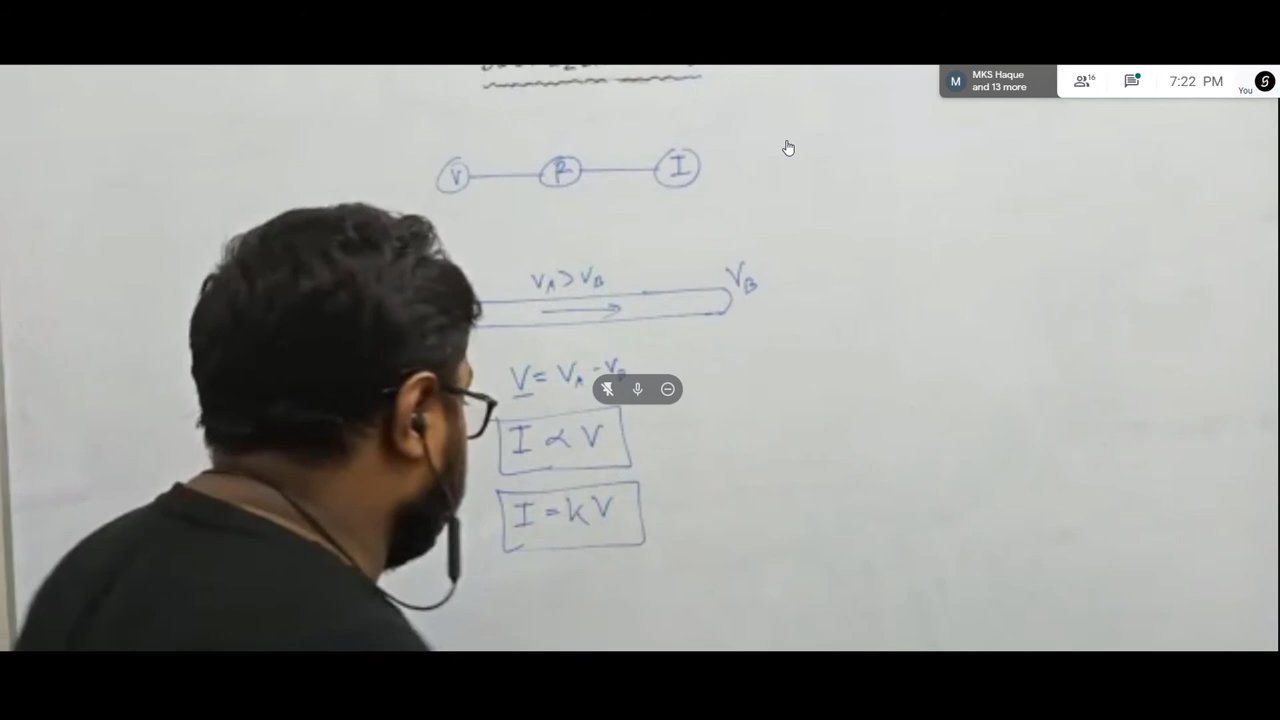 MKS Haque
and 13 more
16
7:22 PM
You
V R I
V_A > V_B V_B
V = V_A - V_B
I ∝ V
I = kV